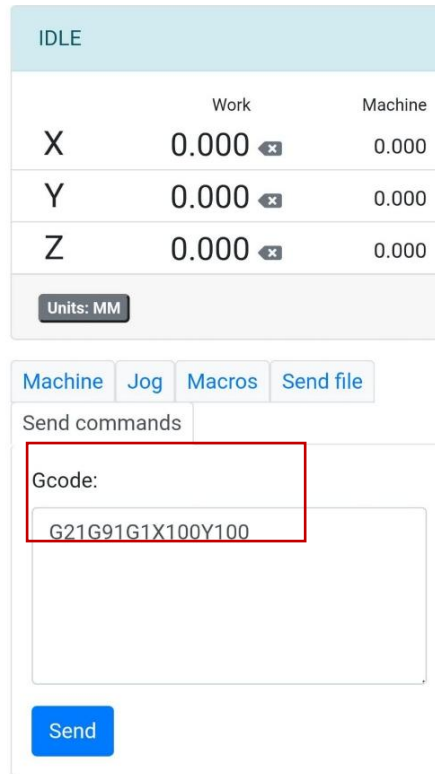 IDLE
Work Machine
X 0.000 0.000
Y 0.000 0.000
Z 0.000 0.000
Units: MM
Machine Jog Macros Send file
Send commands
Gcode:
G21G91G1X100Y100
Send